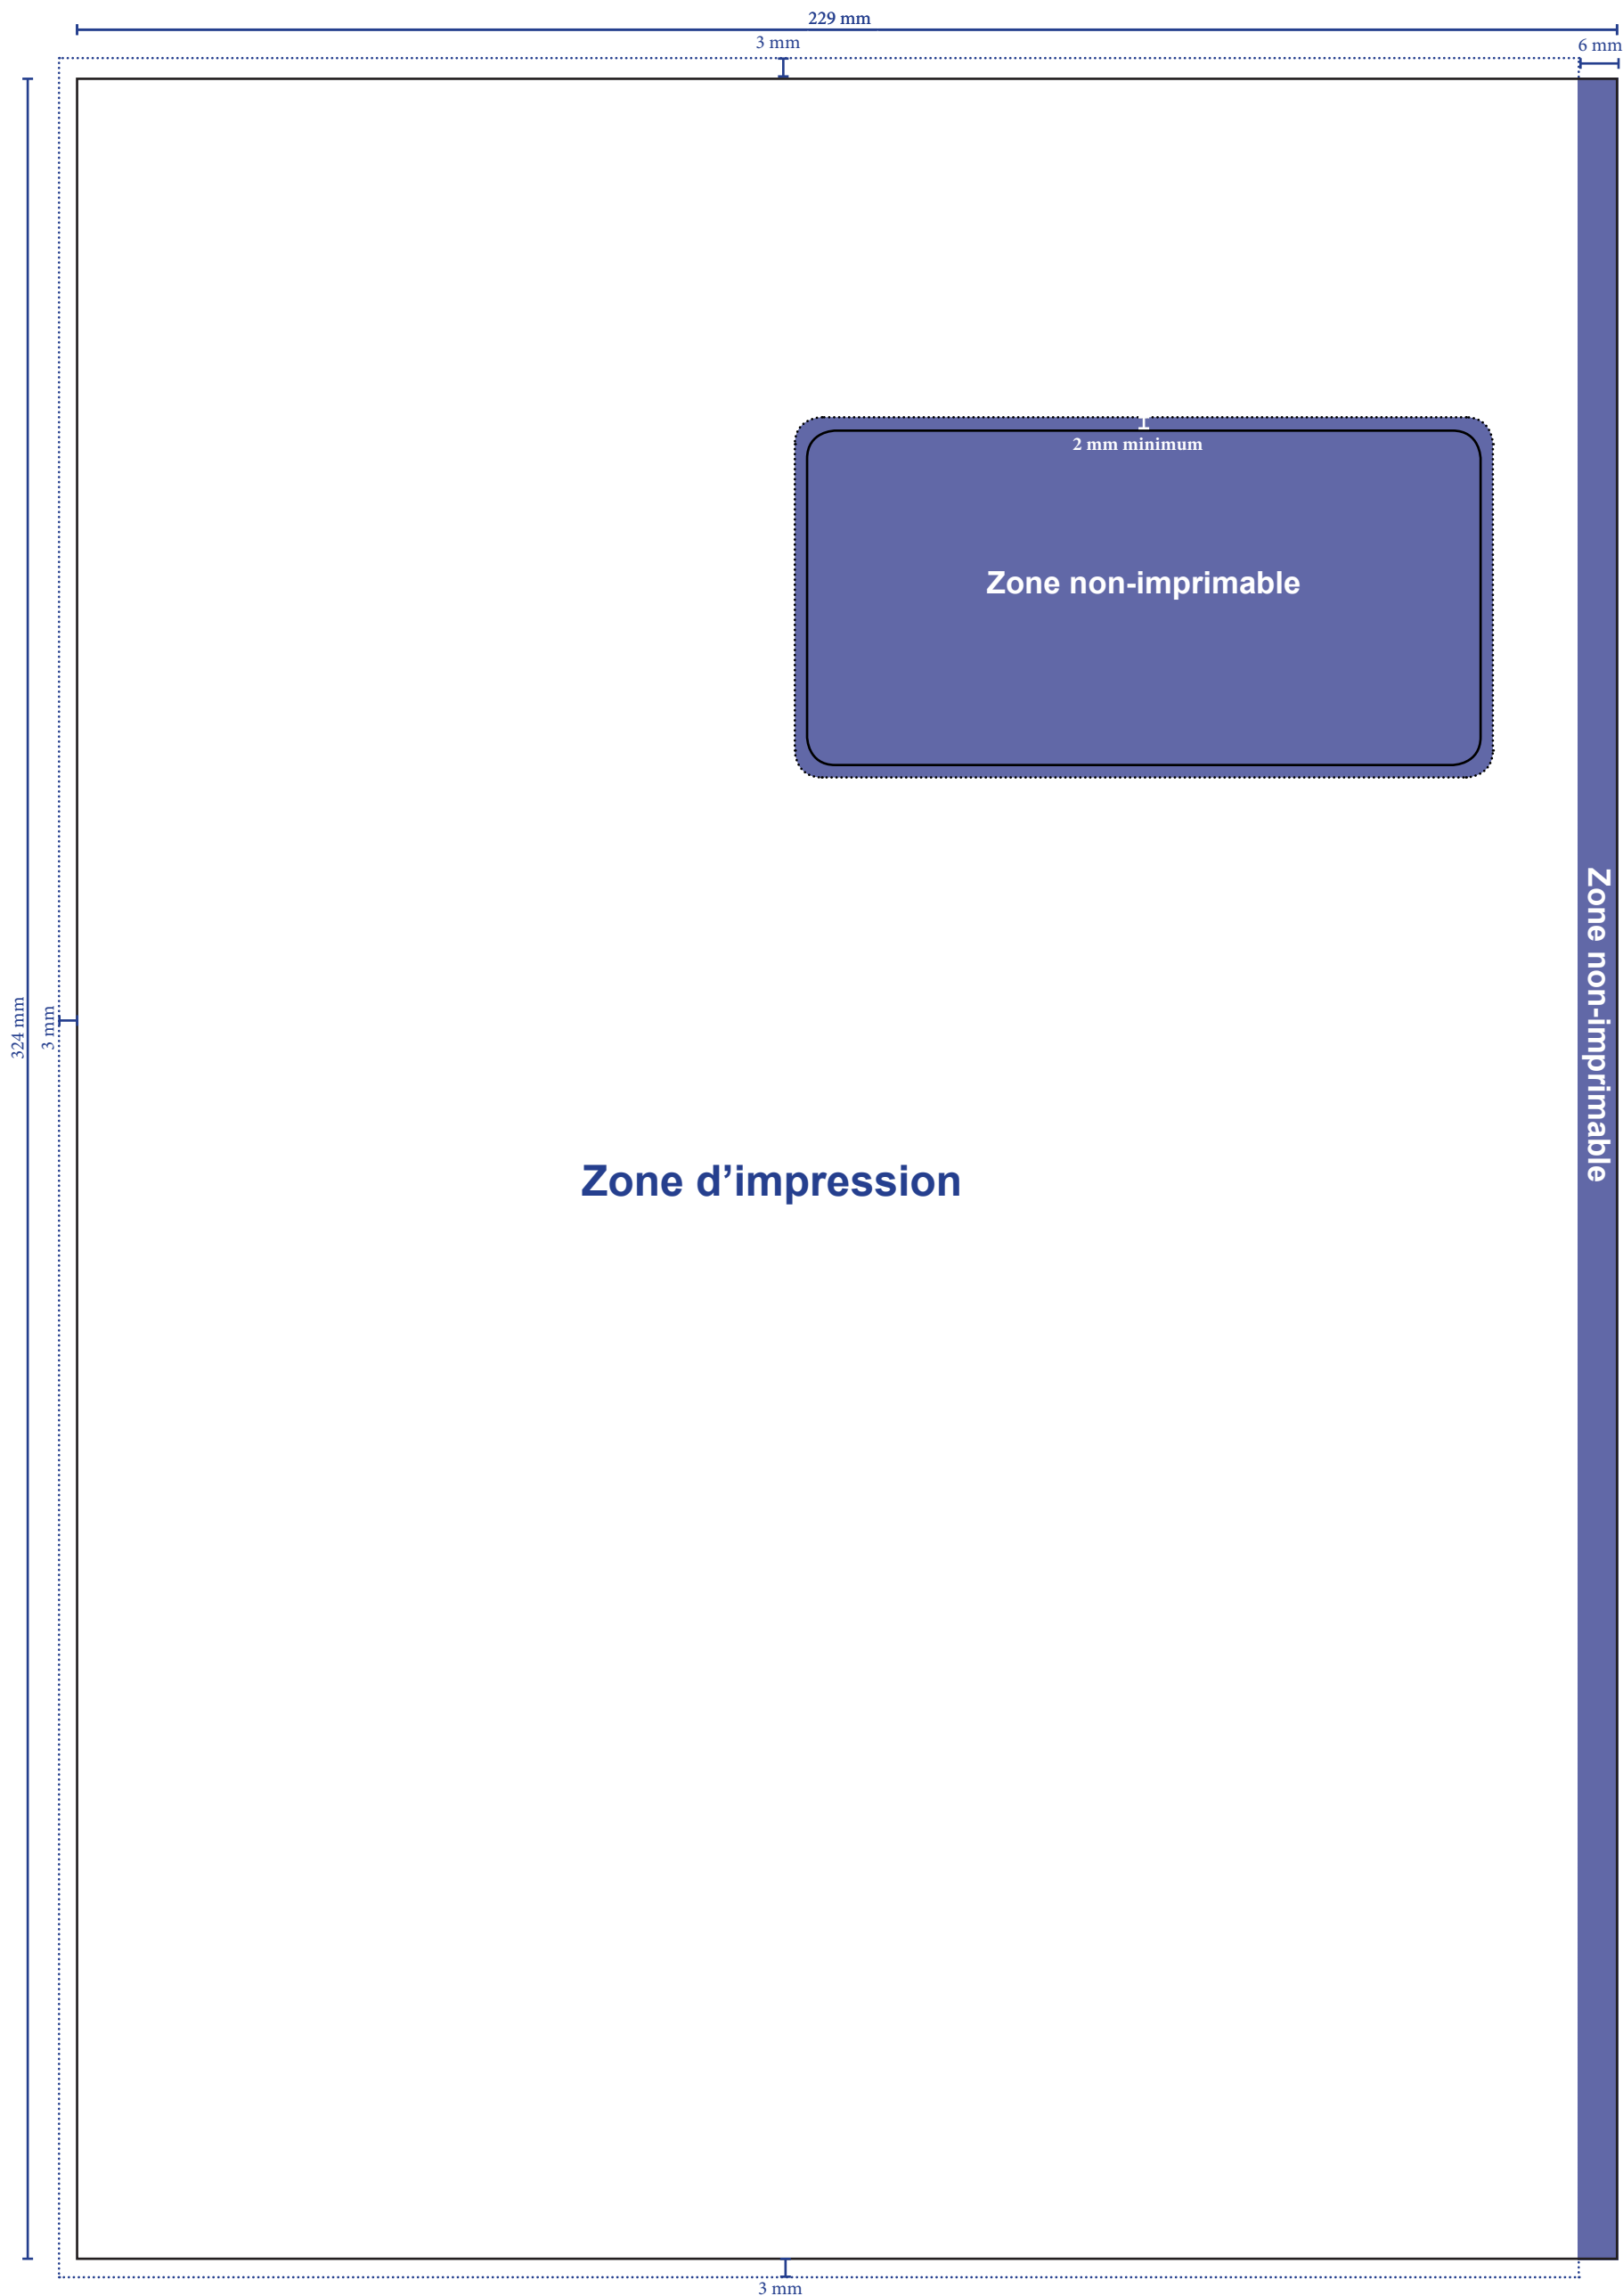 229 mm
3 mm
6 mm
2 mm minimum
Zone non-imprimable
Zone non-imprimable
324 mm
3 mm
Zone d’impression
3 mm